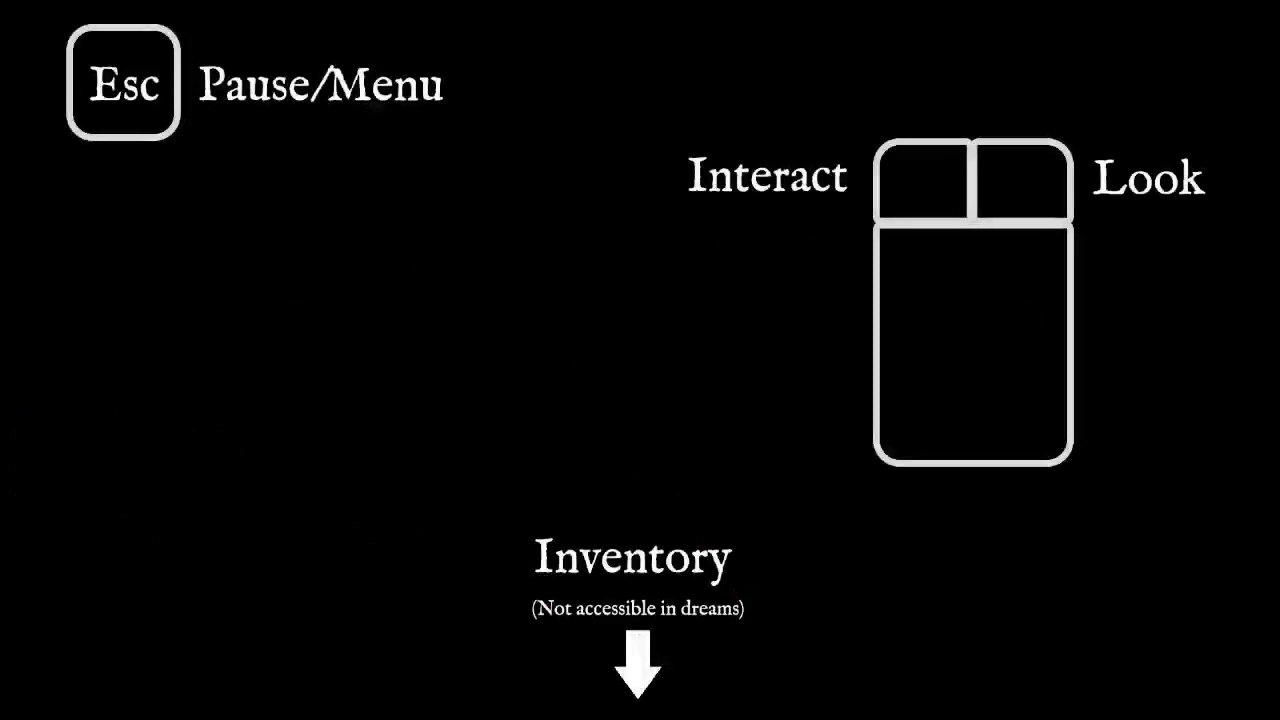 Esc Pause/Menu
Interact
Look
Inventory
(Not accessible in dreams)